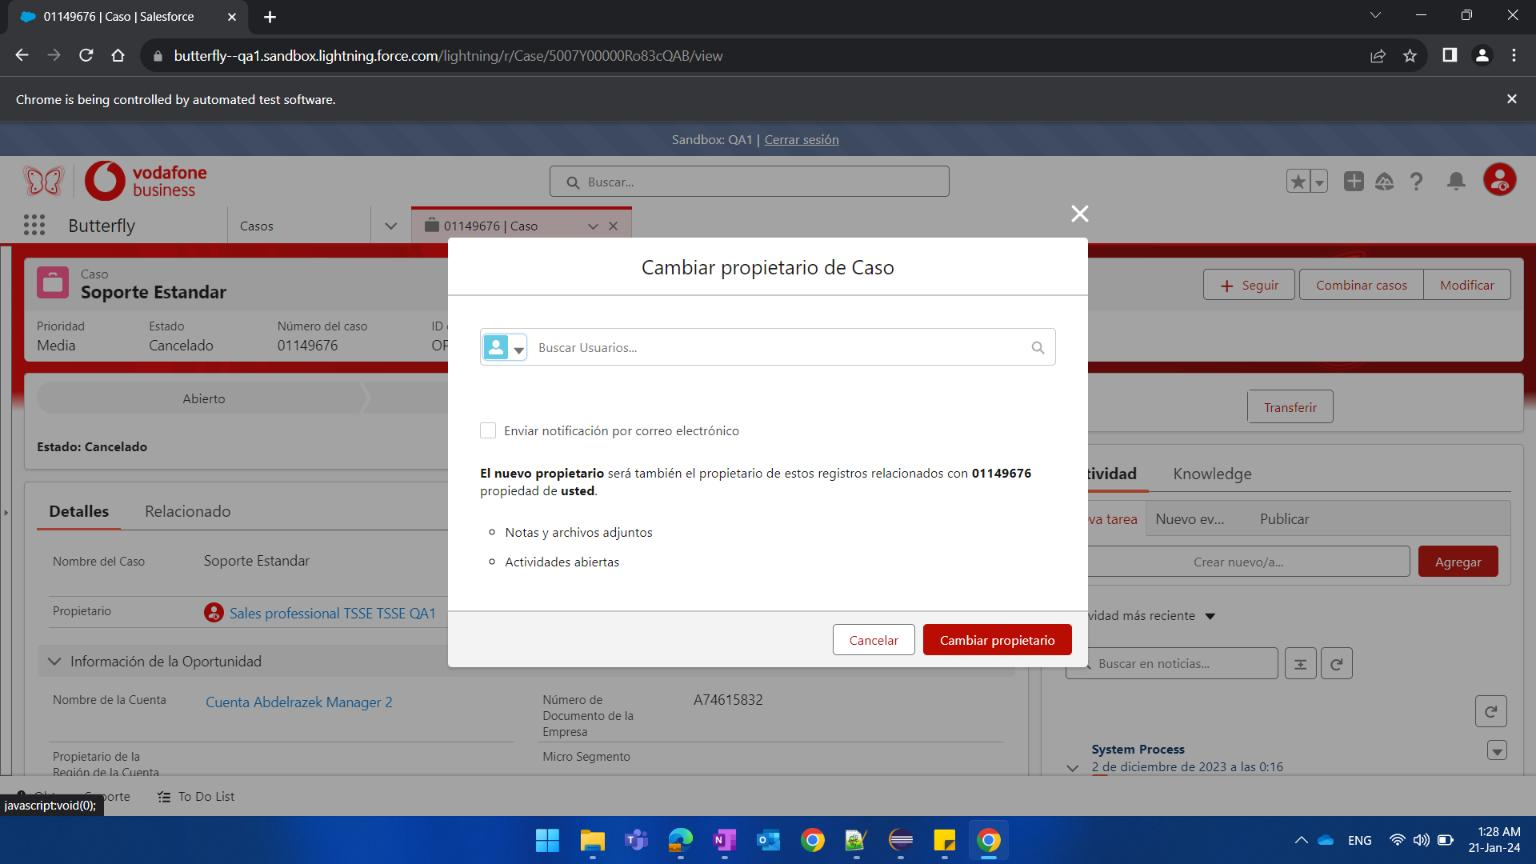 01149676 | Caso | Salesforce
butterfly--qa1.sandbox.lightning.force.com/lightning/r/Case/5007Y00000Ro83cQAB/view
Chrome is being controlled by automated test software.
Sandbox: QA1 | Cerrar sesión
vodafone
business
Buscar...
Butterfly
Casos
01149676 | Caso
Cambiar propietario de Caso
Caso
Soporte Estandar
Seguir
Combinar casos
Modificar
Prioridad
Estado
Número del caso
ID
Media
Cancelado
01149676
Buscar Usuarios...
Abierto
Transferir
Enviar notificación por correo electrónico
Estado: Cancelado
El nuevo propietario será también el propietario de estos registros relacionados con 01149676
propiedad de usted.
tividad
Knowledge
Detalles
Relacionado
va tarea
Nuevo ev...
Publicar
Notas y archivos adjuntos
Actividades abiertas
Nombre del Caso
Soporte Estandar
Crear nuevo/a...
Agregar
Propietario
Sales professional TSSE TSSE QA1
vidad más reciente
Cancelar
Cambiar propietario
Información de la Oportunidad
Buscar en noticias...
Nombre de la Cuenta
Cuenta Abdelrazek Manager 2
Número de
Documento de la
Empresa
A74615832
Propietario de la
Región de la Cuenta
Micro Segmento
System Process
2 de diciembre de 2023 a las 0:16
porte
To Do List
javascript:void(0);
ENG
1:28 AM
21-Jan-24